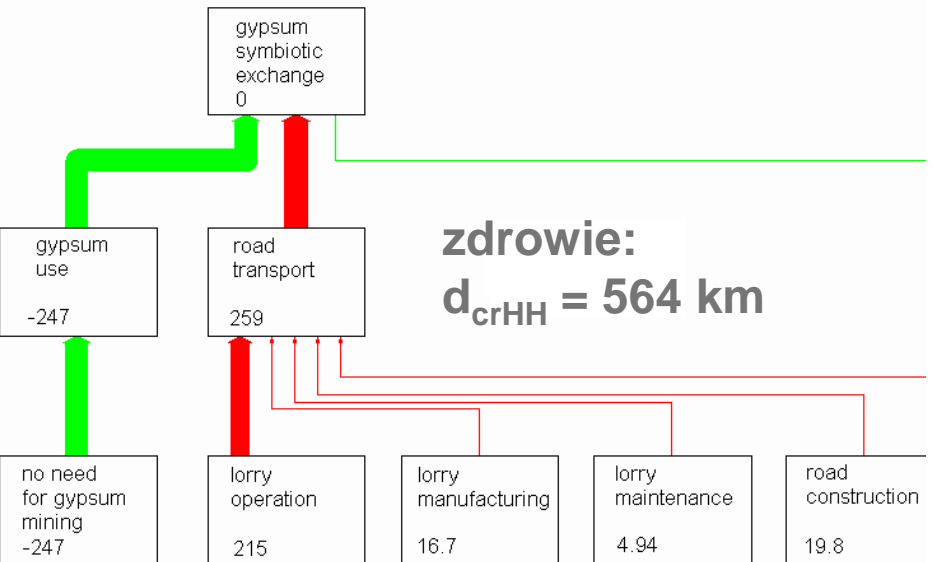 gypsum
symbiotic
exchange
0
gypsum
use
-247
road
transport
259
zdrowie:
d_crHH = 564 km
no need
for gypsum
mining
-247
lorry
operation
215
lorry
manufacturing
16.7
lorry
maintenance
4.94
road
construction
19.8